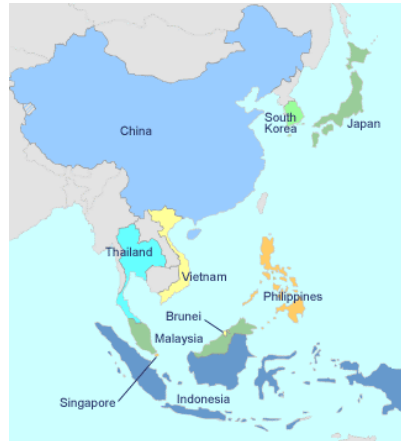 China
South
Korea
Japan
Thailand
Vietnam
Philippines
Brunei
Malaysia
Singapore
Indonesia